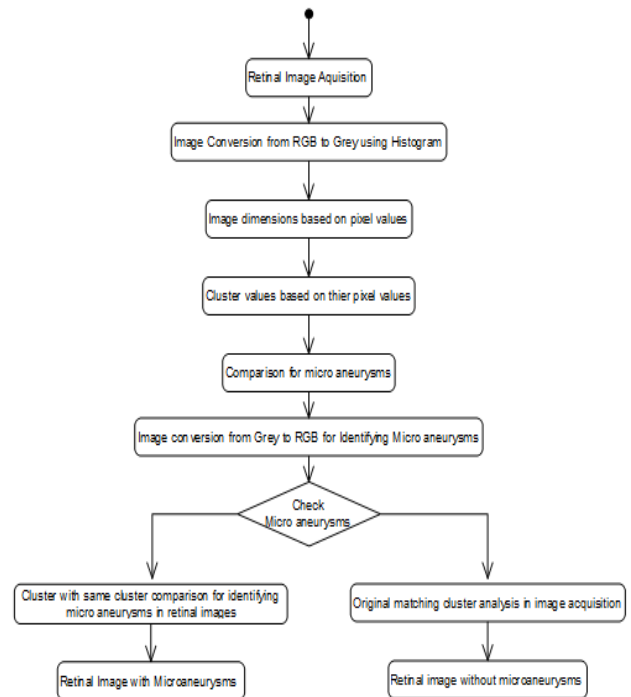 Retinal Image Aquisition
Image Conversion from RGB to Grey using Histogram
Image dimensions based on pixel values
Cluster values based on thier pixel values
Comparison for micro aneurysms
Image conversion from Grey to RGB for Identifying Micro aneurysms
Check
Micro aneurysms
Cluster with same cluster comparison for identifying
micro aneurysms in retinal images
Original matching cluster analysis in image acquisition
Retinal Image with Microaneurysms
Retinal image without microaneurysms